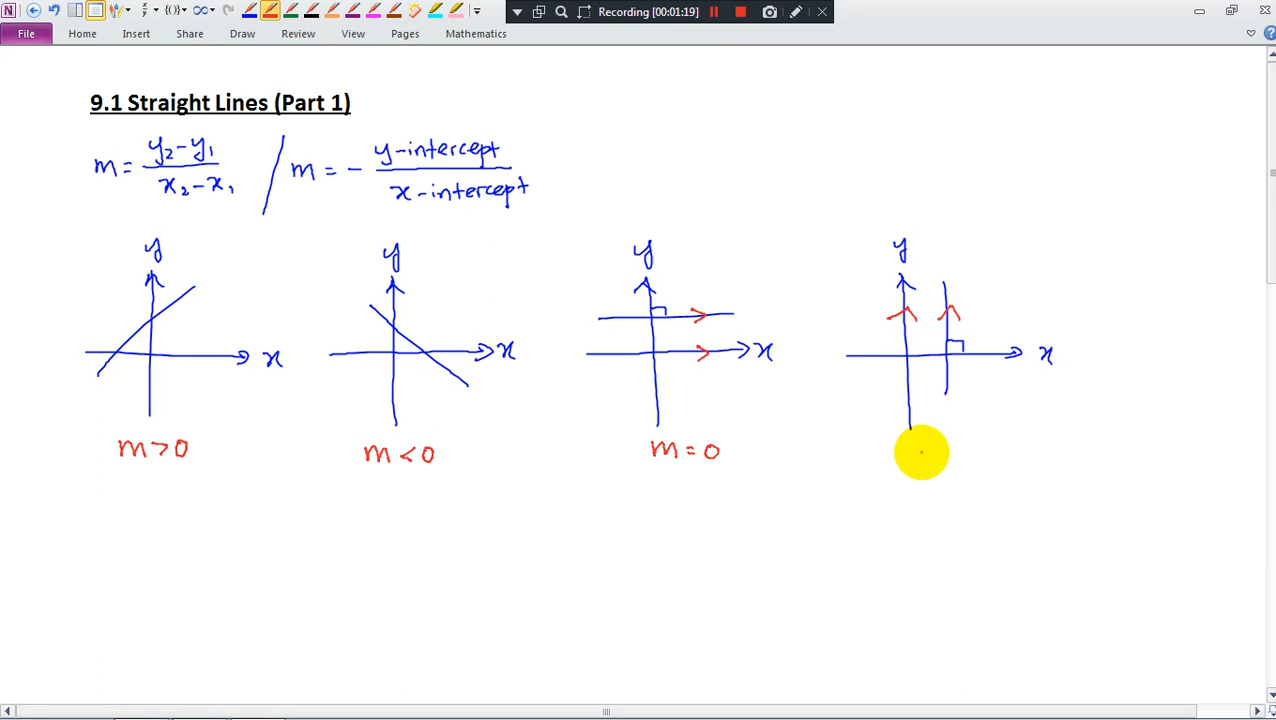 Recording [00:01:19]
File Home Insert Share Draw Review View Pages Mathematics
9.1 Straight Lines (Part 1)
m = y₂-y₁ / x₂-x₁ / m = - y-intercept / x-intercept
y y y y
x x x x
m > 0 m < 0 m = 0